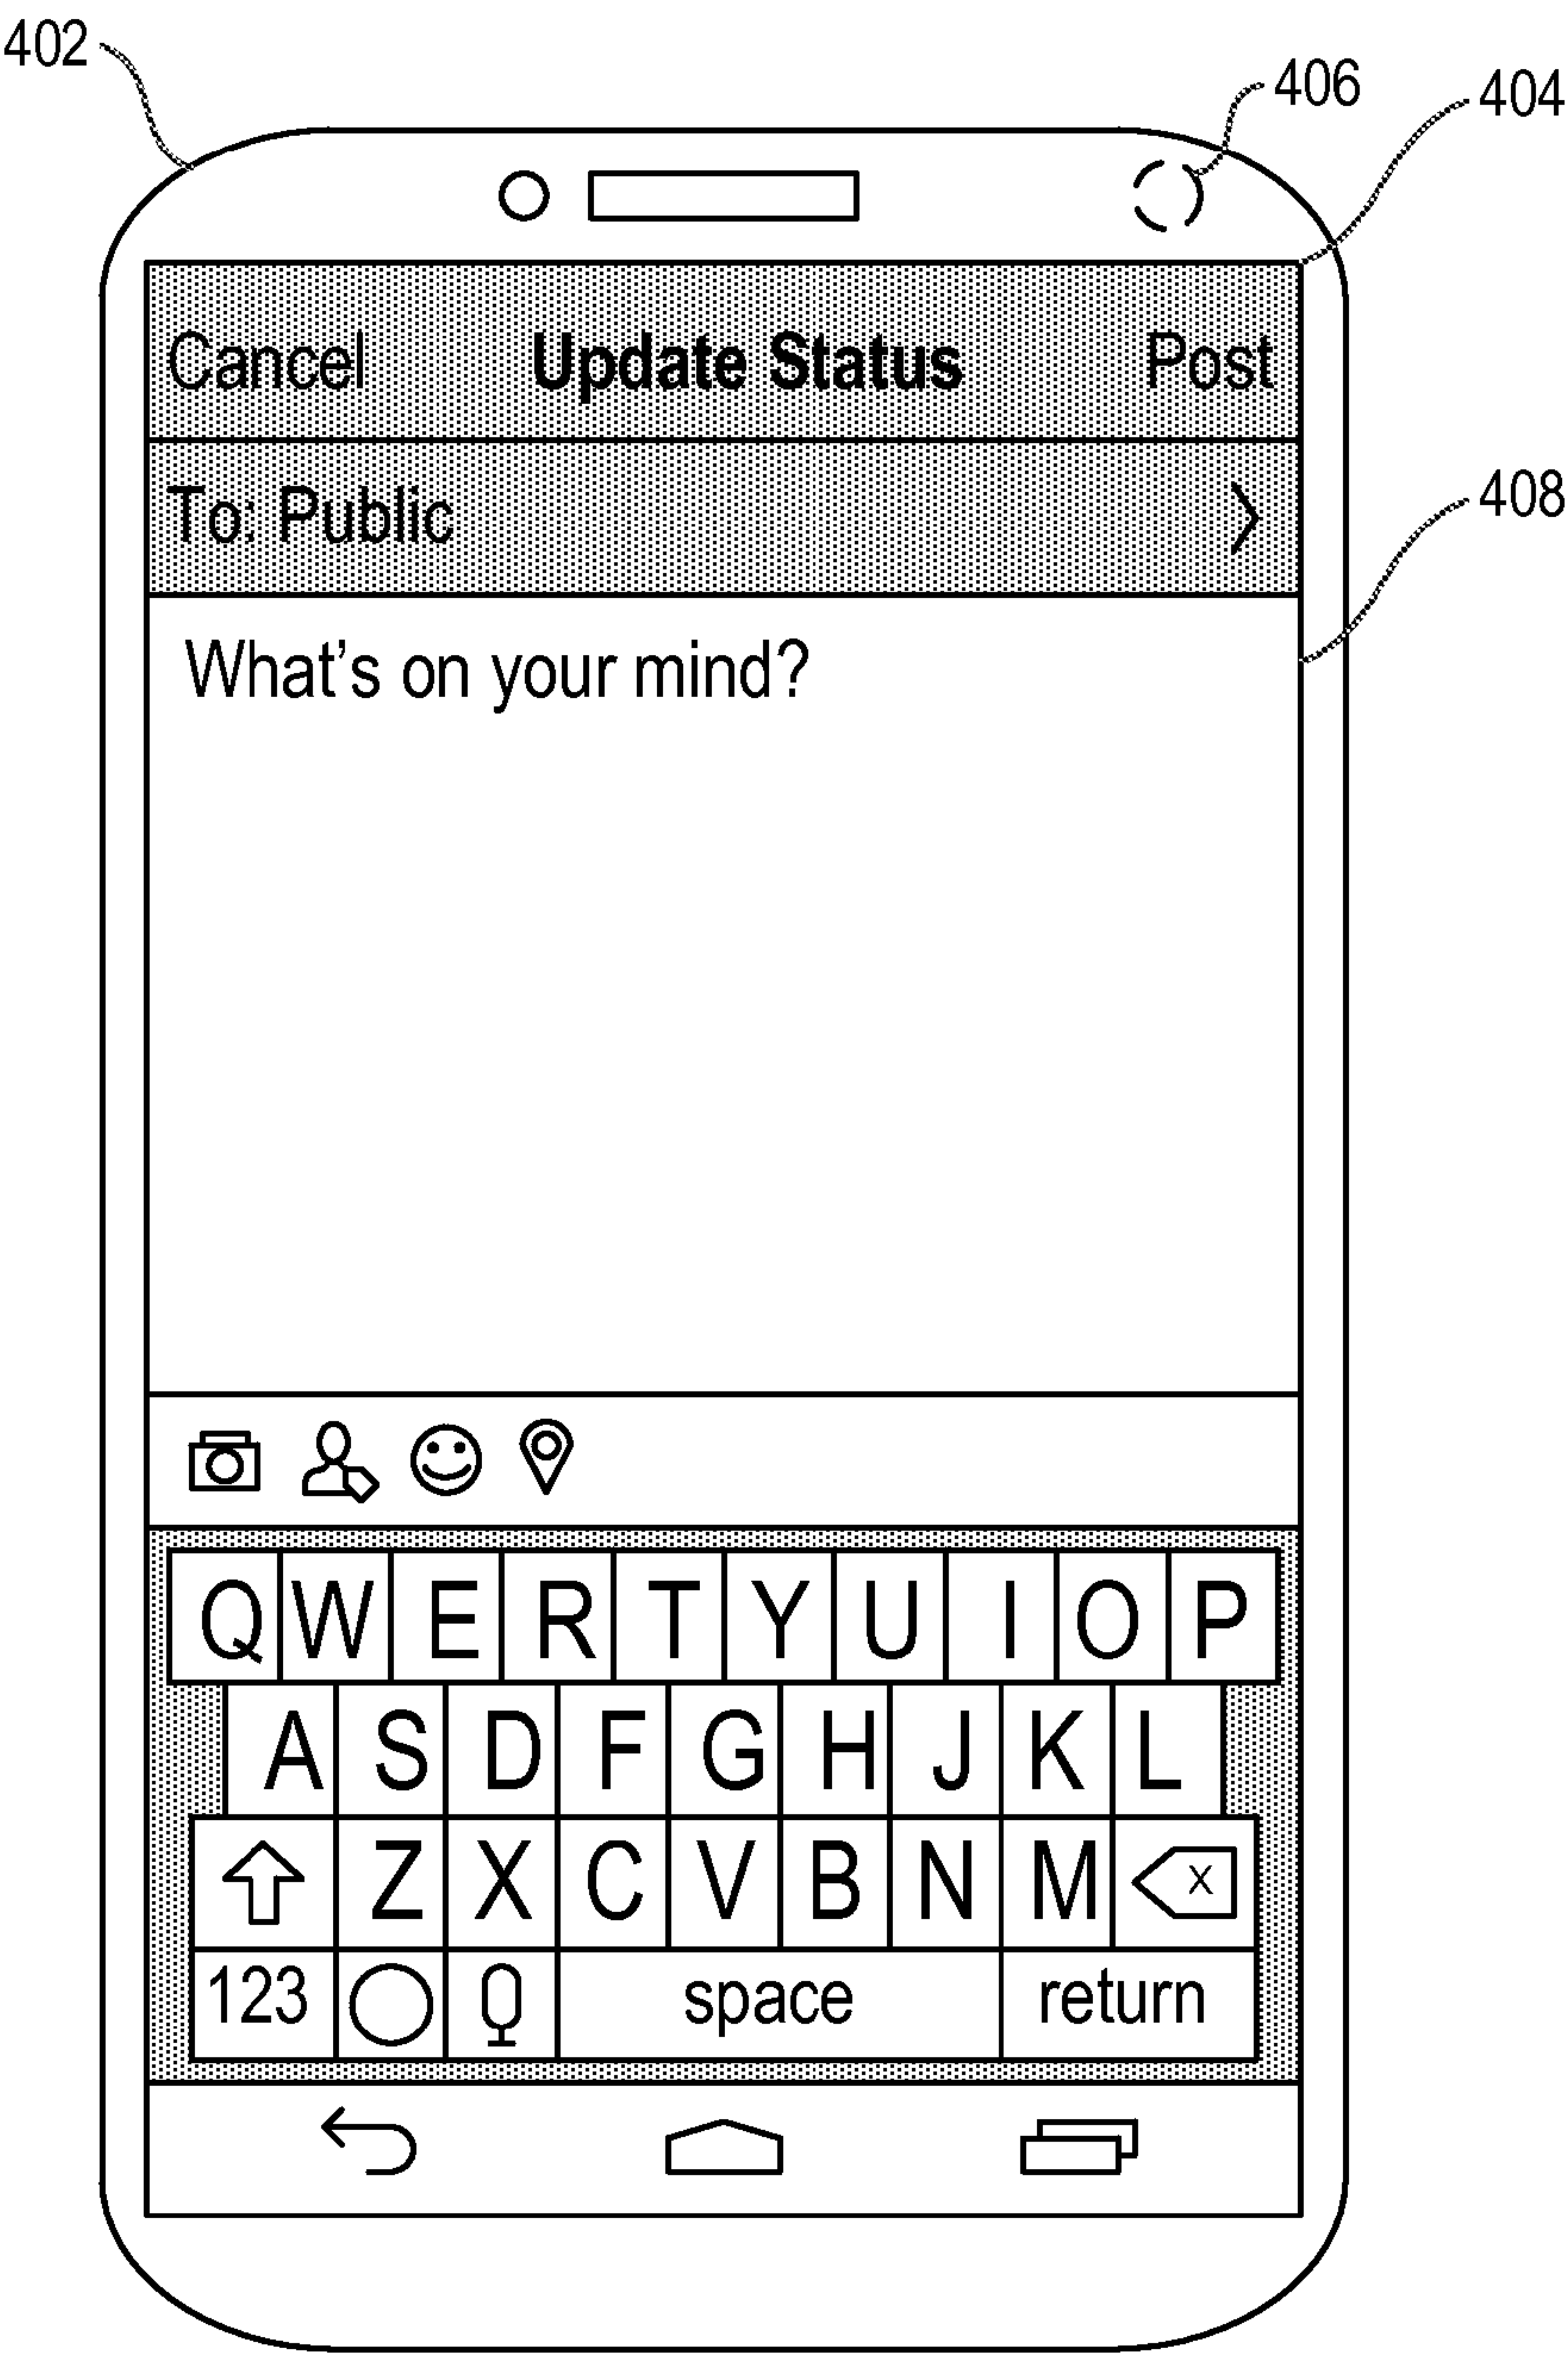 402
406
404
Cancel Update Status Post
To: Public
408
What's on your mind?
Q W E R T Y U I O P
A S D F G H J K L
Z X C V B N M X
123 space return